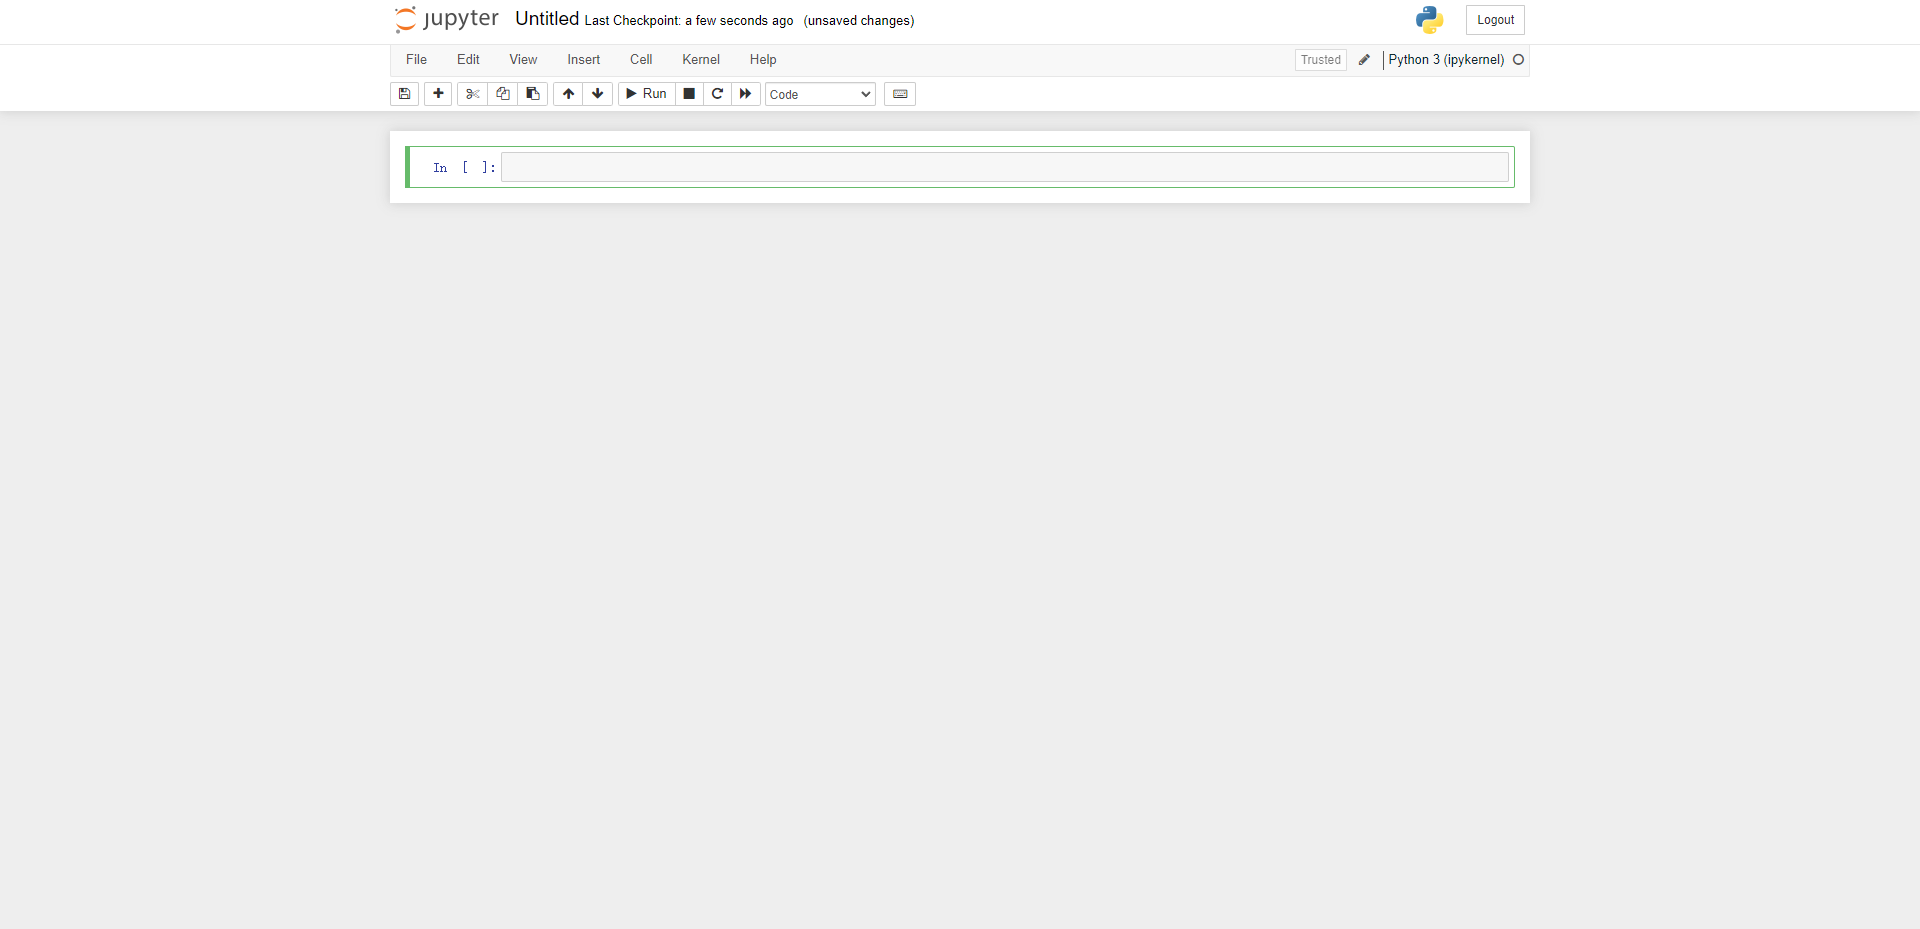 jupyter Untitled Last Checkpoint: a few seconds ago (unsaved changes) Logout
File Edit View Insert Cell Kernel Help Trusted Python 3 (ipykernel)
Run Code
In [ ]: